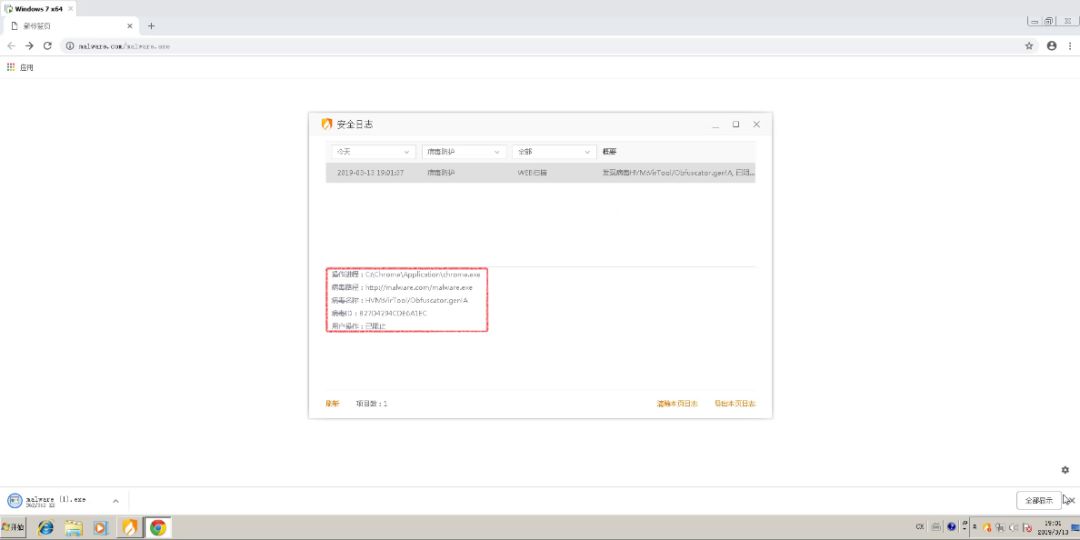 Windows 7 x64
新标签页
malware.com/malware.exe
应用
安全日志
今天 病毒防护 全部 概要
2019-03-13 19:01:37 病毒防护 WEB扫描 发现病毒HVM:VirTool/Obfuscator.gen!A, 已阻...
操作进程：C:\Chrome\Application\chrome.exe
病毒路径：http://malware.com/malware.exe
病毒名称：HVM:VirTool/Obfuscator.gen!A
病毒ID：
用户操作：已阻止
刷新 项目数：1 清除本页日志 导出本页日志
malware (1).exe
全部显示
开始
19:01
2019/3/13